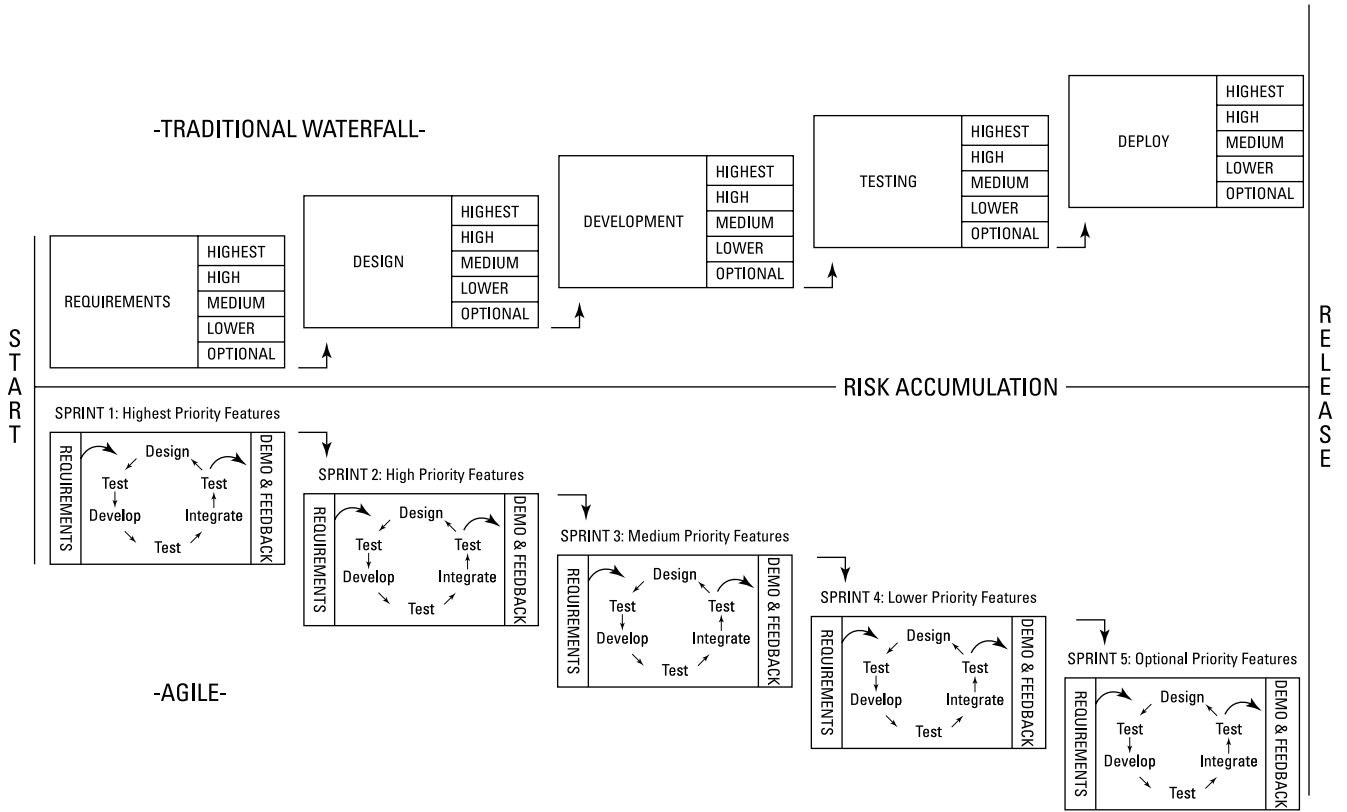 -TRADITIONAL WATERFALL-
REQUIREMENTS
HIGHEST
HIGH
MEDIUM
LOWER
OPTIONAL
DESIGN
HIGHEST
HIGH
MEDIUM
LOWER
OPTIONAL
DEVELOPMENT
HIGHEST
HIGH
MEDIUM
LOWER
OPTIONAL
TESTING
HIGHEST
HIGH
MEDIUM
LOWER
OPTIONAL
DEPLOY
HIGHEST
HIGH
MEDIUM
LOWER
OPTIONAL
START
RISK ACCUMULATION
RELEASE
SPRINT 1: Highest Priority Features
REQUIREMENTS
Design
Test
Develop
Test
Integrate
Test
DEMO & FEEDBACK
SPRINT 2: High Priority Features
REQUIREMENTS
Design
Test
Develop
Test
Integrate
Test
DEMO & FEEDBACK
SPRINT 3: Medium Priority Features
REQUIREMENTS
Design
Test
Develop
Test
Integrate
Test
DEMO & FEEDBACK
SPRINT 4: Lower Priority Features
REQUIREMENTS
Design
Test
Develop
Test
Integrate
Test
DEMO & FEEDBACK
SPRINT 5: Optional Priority Features
REQUIREMENTS
Design
Test
Develop
Test
Integrate
Test
DEMO & FEEDBACK
-AGILE-